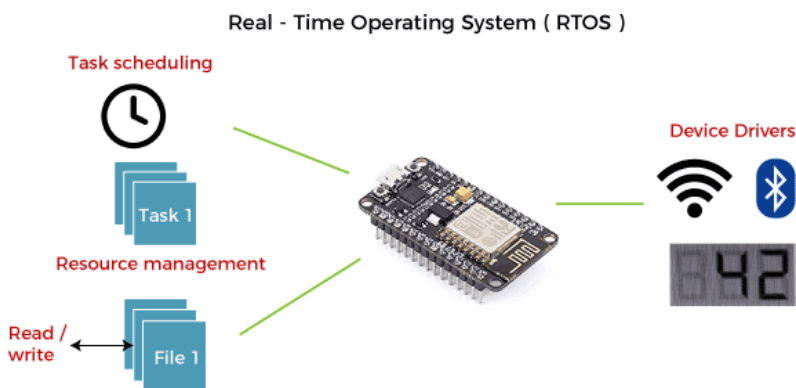 Real - Time Operating System ( RTOS )
Task scheduling
Task 1
Resource management
Read /
write
File 1
Device Drivers
42